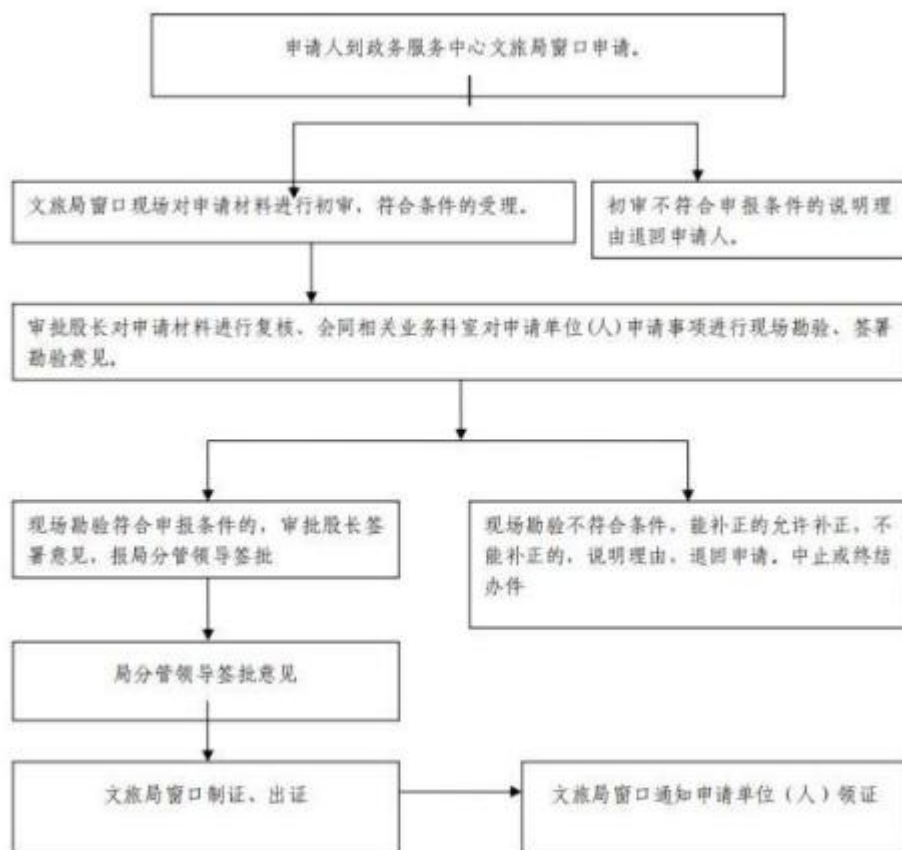 申请人到政务服务中心文旅局窗口申请。
文旅局窗口现场对申请材料进行初审，符合条件的受理。
初审不符合申报条件的说明理
由退回申请人。
审批股长对申请材料进行复核、会同相关业务科室对申请单位(人)申请事项进行现场勘验、签署
勘验意见。
现场勘验符合申报条件的，审批股长签
署意见，报局分管领导签批
现场勘验不符合条件，能补正的允许补正，不
能补正的，说明理由，退回申请。中止或终结
办件
局分管领导签批意见
文旅局窗口制证、出证
文旅局窗口通知申请单位（人）领证